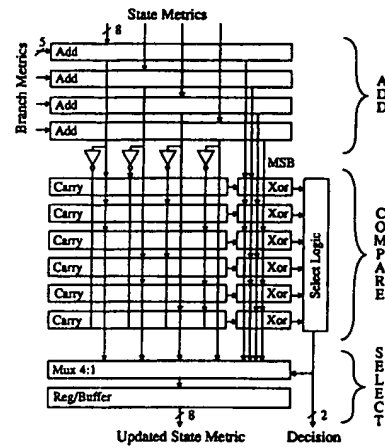 State Metrics
8
5
Branch Metrics
Add
Add
Add
Add
ADD
MSB
Carry Xor
Carry Xor
Carry Xor
Carry Xor
Carry Xor
Carry Xor
Select Logic
COMPARE
Mux 4:1
Reg/Buffer
SELECT
8
2
Updated State Metric Decision